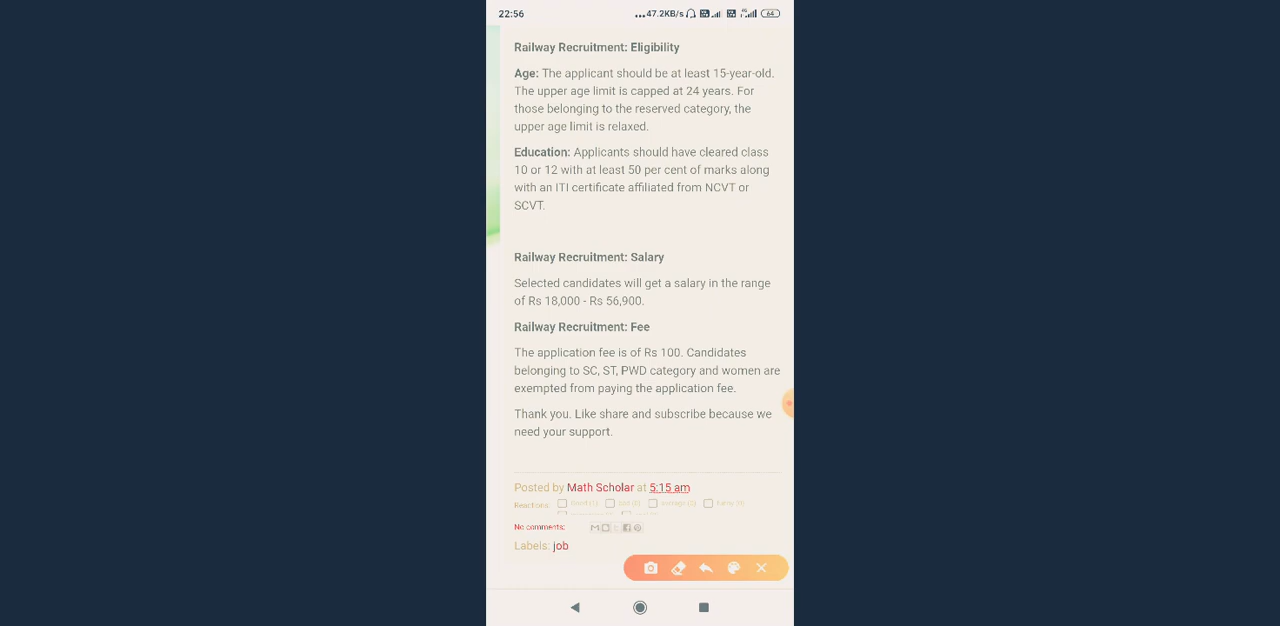 22:56
...47.2KB/s
64
Railway Recruitment: Eligibility
Age: The applicant should be at least 15-year-old.
The upper age limit is capped at 24 years. For
those belonging to the reserved category, the
upper age limit is relaxed.
Education: Applicants should have cleared class
10 or 12 with at least 50 per cent of marks along
with an ITI certificate affiliated from NCVT or
SCVT.
Railway Recruitment: Salary
Selected candidates will get a salary in the range
of Rs 18,000 - Rs 56,900.
Railway Recruitment: Fee
The application fee is of Rs 100. Candidates
belonging to SC, ST, PWD category and women are
exempted from paying the application fee.
Thank you. Like share and subscribe because we
need your support.
Posted by Math Scholar at 5:15 am
Reactions:
No comments:
Labels: job